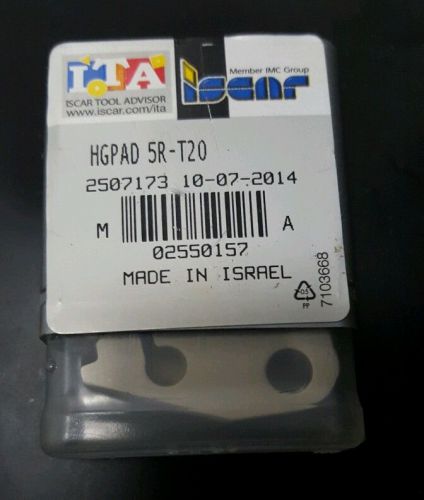 ITA
ISCAR TOOL ADVISOR
www.iscar.com/ita
Member IMC Group
iscar
HGPAD 5R-T20
2507173 10-07-2014
M A
02550157
MADE IN ISRAEL
05
PP
7103668